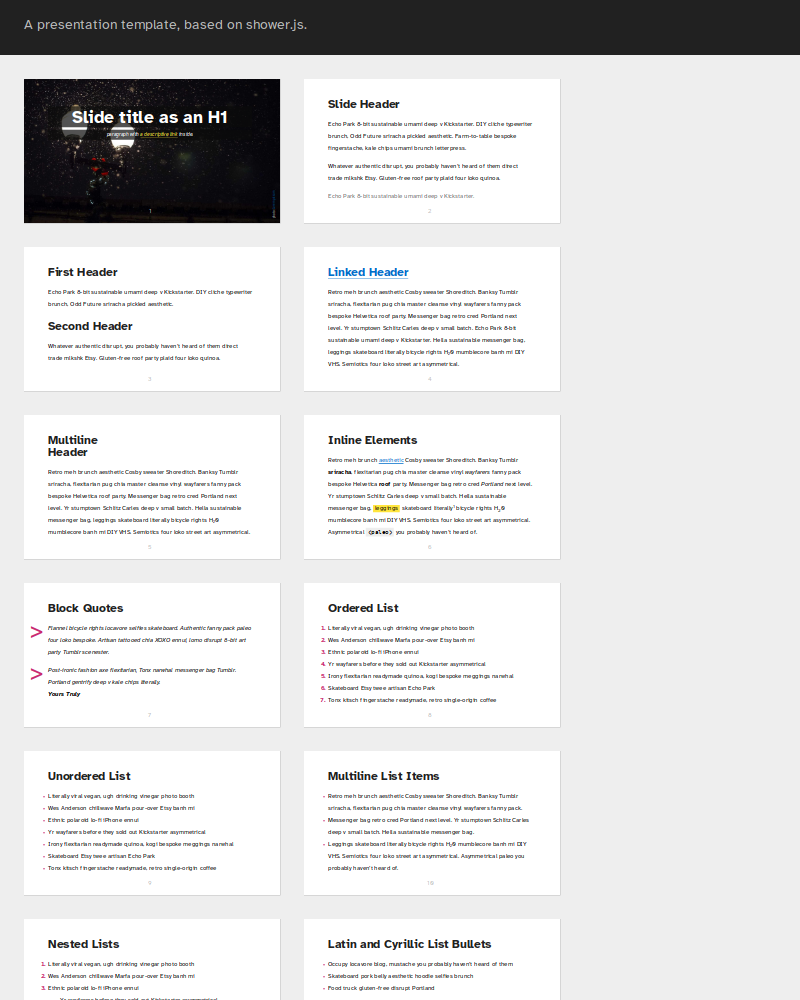 A presentation template, based on shower.js.
Slide title as an H1
paragraph with a descriptive link inside
1
Slide Header
Echo Park 8-bit sustainable umami deep v Kickstarter. DIY cliche typewriter
brunch. Odd Future sriracha pickled aesthetic. Farm-to-table bespoke
fingerstache, kale chips umami brunch letterpress.
Whatever authentic disrupt, you probably haven't heard of them direct
trade mlkshk Etsy. Gluten-free roof party plaid four loko quinoa.
Echo Park 8-bit sustainable umami deep v Kickstarter.
2
First Header
Echo Park 8-bit sustainable umami deep v Kickstarter. DIY cliche typewriter
brunch. Odd Future sriracha pickled aesthetic.
Second Header
Whatever authentic disrupt, you probably haven't heard of them direct
trade mlkshk Etsy. Gluten-free roof party plaid four loko quinoa.
3
Linked Header
Retro meh brunch aesthetic Cosby sweater Shoreditch. Banksy Tumblr
sriracha, flexitarian pug chia master cleanse vinyl wayfarers fanny pack
bespoke Helvetica roof party. Messenger bag retro cred Portland next
level. Yr stumptown Schlitz Carles deep v small batch. Echo Park 8-bit
sustainable umami deep v Kickstarter. Hella sustainable messenger bag,
leggings skateboard literally bicycle rights H₂0 mumblecore banh mi DIY
VHS. Semiotics four loko street art asymmetrical.
4
Multiline
Header
Retro meh brunch aesthetic Cosby sweater Shoreditch. Banksy Tumblr
sriracha, flexitarian pug chia master cleanse vinyl wayfarers fanny pack
bespoke Helvetica roof party. Messenger bag retro cred Portland next
level. Yr stumptown Schlitz Carles deep v small batch. Hella sustainable
messenger bag, leggings skateboard literally bicycle rights H₂0
mumblecore banh mi DIY VHS. Semiotics four loko street art asymmetrical.
5
Inline Elements
Retro meh brunch aesthetic Cosby sweater Shoreditch. Banksy Tumblr
sriracha, flexitarian pug chia master cleanse vinyl wayfarers fanny pack
bespoke Helvetica roof party. Messenger bag retro cred Portland next level.
Yr stumptown Schlitz Carles deep v small batch. Hella sustainable
messenger bag, leggings skateboard literally¹ bicycle rights H₂0
mumblecore banh mi DIY VHS. Semiotics four loko street art asymmetrical.
Asymmetrical <paleo> you probably haven't heard of.
6
Block Quotes
> Flannel bicycle rights locavore selfies skateboard. Authentic fanny pack paleo
four loko bespoke. Artisan tattooed chia XOXO ennui, lomo disrupt 8-bit art
party Tumblr scenester.
> Post-ironic fashion axe flexitarian, Tonx narwhal messenger bag Tumblr.
Portland gentrify deep v kale chips literally.
Yours Truly
7
Ordered List
1. Literally viral vegan, ugh drinking vinegar photo booth
2. Wes Anderson chillwave Marfa pour-over Etsy banh mi
3. Ethnic polaroid lo-fi iPhone ennui
4. Yr wayfarers before they sold out Kickstarter asymmetrical
5. Irony flexitarian readymade quinoa, kogi bespoke meggings narwhal
6. Skateboard Etsy twee artisan Echo Park
7. Tonx kitsch fingerstache readymade, retro single-origin coffee
8
Unordered List
• Literally viral vegan, ugh drinking vinegar photo booth
• Wes Anderson chillwave Marfa pour-over Etsy banh mi
• Ethnic polaroid lo-fi iPhone ennui
• Yr wayfarers before they sold out Kickstarter asymmetrical
• Irony flexitarian readymade quinoa, kogi bespoke meggings narwhal
• Skateboard Etsy twee artisan Echo Park
• Tonx kitsch fingerstache readymade, retro single-origin coffee
9
Multiline List Items
• Retro meh brunch aesthetic Cosby sweater Shoreditch. Banksy Tumblr
sriracha, flexitarian pug chia master cleanse vinyl wayfarers fanny pack.
• Messenger bag retro cred Portland next level. Yr stumptown Schlitz Carles
deep v small batch. Hella sustainable messenger bag.
• Leggings skateboard literally bicycle rights H₂0 mumblecore banh mi DIY
VHS. Semiotics four loko street art asymmetrical. Asymmetrical paleo you
probably haven't heard of.
10
Nested Lists
1. Literally viral vegan, ugh drinking vinegar photo booth
2. Wes Anderson chillwave Marfa pour-over Etsy banh mi
3. Ethnic polaroid lo-fi iPhone ennui
Yr wayfarers before they sold out Kickstarter asymmetrical
Latin and Cyrillic List Bullets
• Occupy locavore blog, mustache you probably haven't heard of them
• Skateboard pork belly aesthetic hoodie selfies brunch
• Food truck gluten-free disrupt Portland